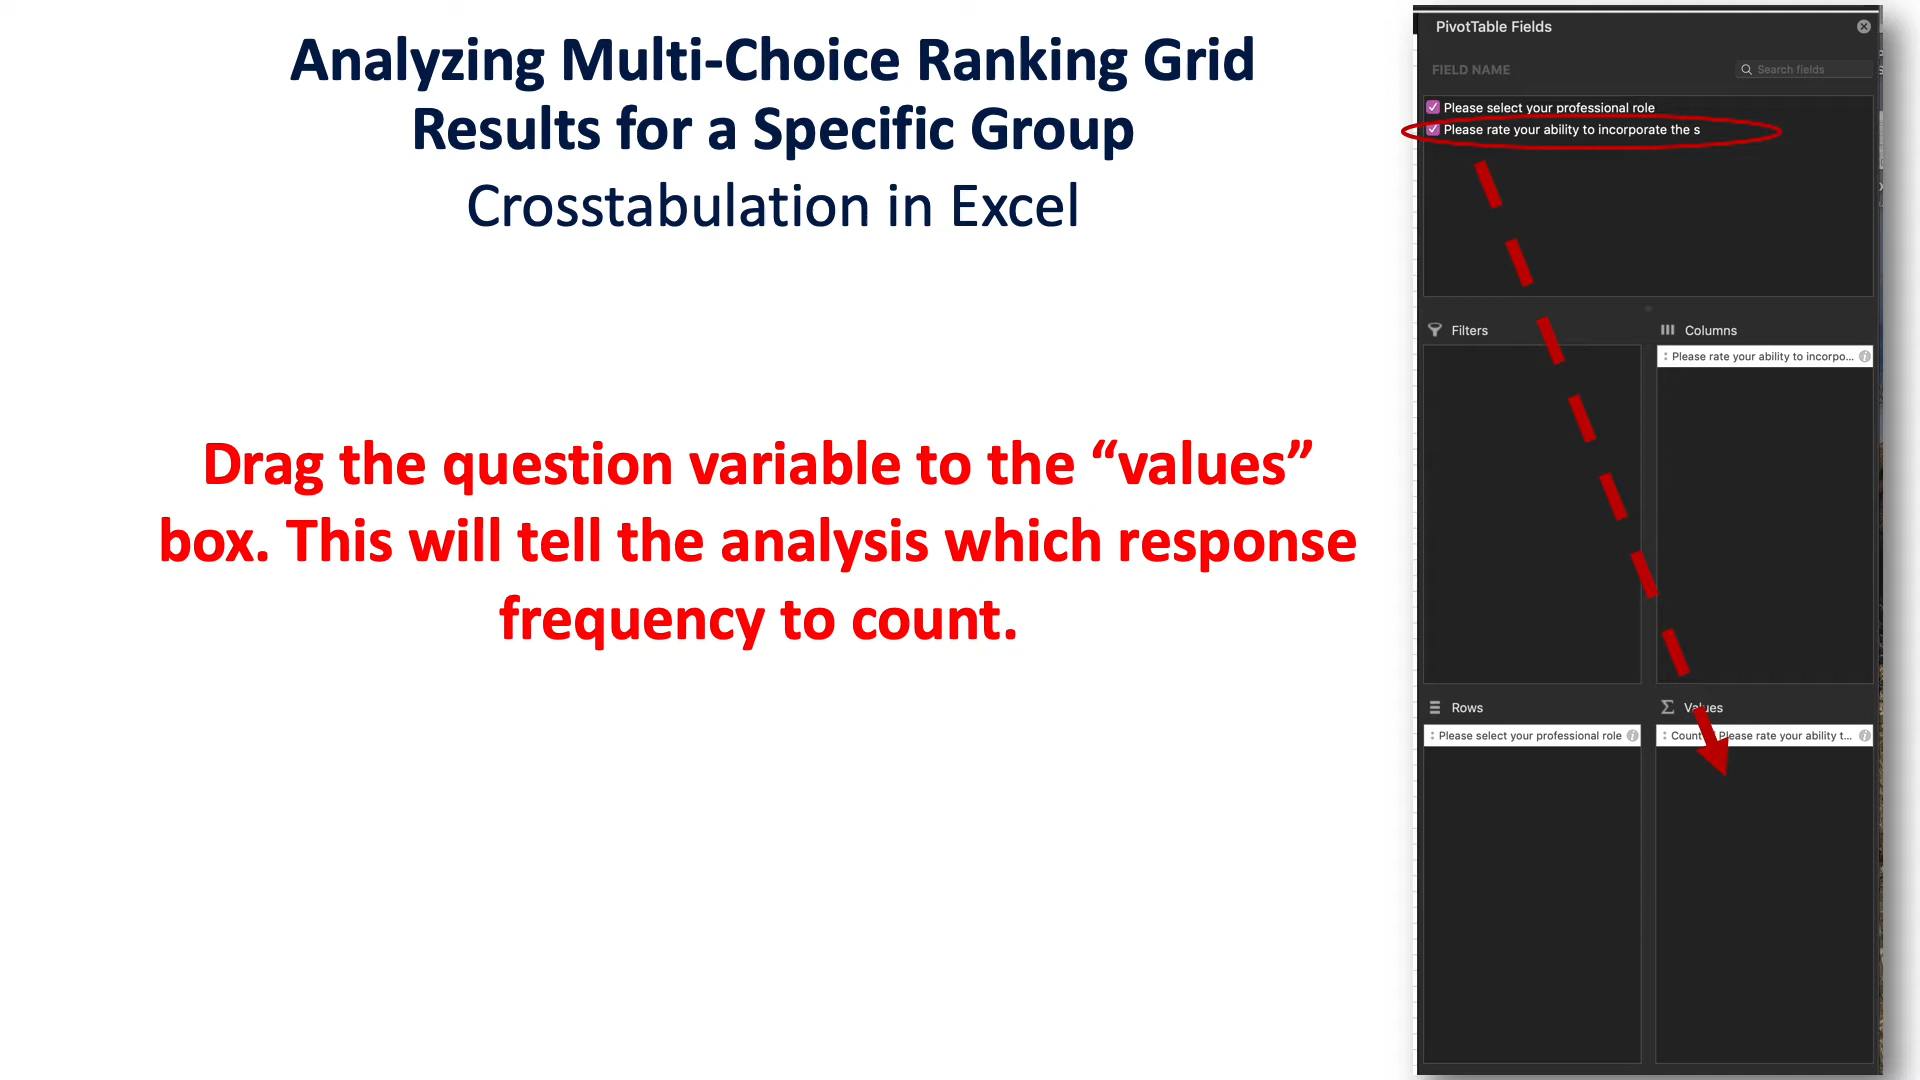 Analyzing Multi-Choice Ranking Grid
Results for a Specific Group
Crosstabulation in Excel
Drag the question variable to the “values”
box. This will tell the analysis which response
frequency to count.
PivotTable Fields
FIELD NAME
Search fields
Please select your professional role
Please rate your ability to incorporate the s
Filters
Columns
Please rate your ability to incorpo...
Rows
Values
Please select your professional role
Count Please rate your ability t...